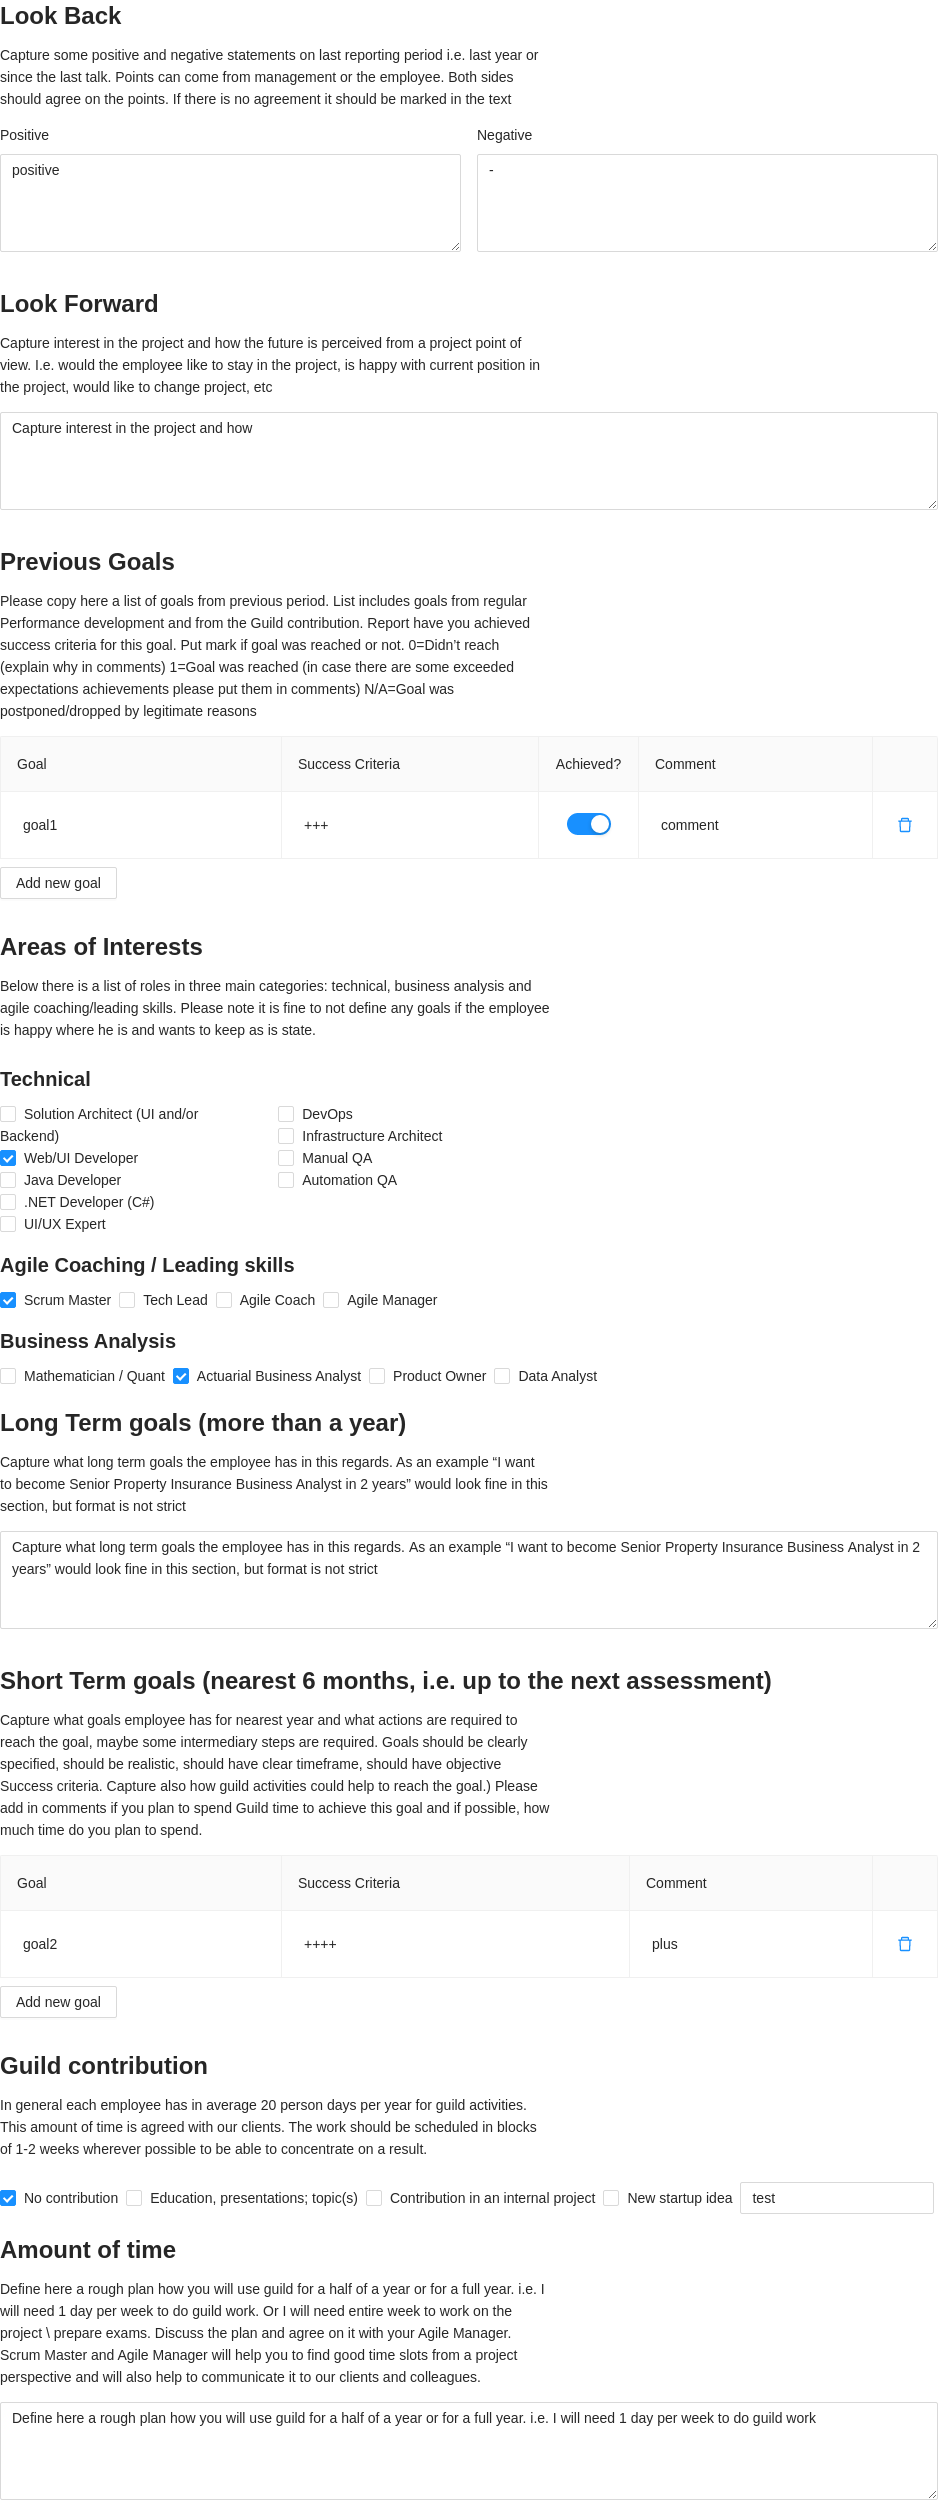 Look Back
Capture some positive and negative statements on last reporting period i.e. last year or
since the last talk. Points can come from management or the employee. Both sides
should agree on the points. If there is no agreement it should be marked in the text
Positive
Negative
positive
-
Look Forward
Capture interest in the project and how the future is perceived from a project point of
view. I.e. would the employee like to stay in the project, is happy with current position in
the project, would like to change project, etc
Capture interest in the project and how
Previous Goals
Please copy here a list of goals from previous period. List includes goals from regular
Performance development and from the Guild contribution. Report have you achieved
success criteria for this goal. Put mark if goal was reached or not. 0=Didn't reach
(explain why in comments) 1=Goal was reached (in case there are some exceeded
expectations achievements please put them in comments) N/A=Goal was
postponed/dropped by legitimate reasons
Goal Success Criteria Achieved? Comment
goal1 +++ comment
Add new goal
Areas of Interests
Below there is a list of roles in three main categories: technical, business analysis and
agile coaching/leading skills. Please note it is fine to not define any goals if the employee
is happy where he is and wants to keep as is state.
Technical
Solution Architect (UI and/or
Backend)
Web/UI Developer
Java Developer
.NET Developer (C#)
UI/UX Expert
DevOps
Infrastructure Architect
Manual QA
Automation QA
Agile Coaching / Leading skills
Scrum Master Tech Lead Agile Coach Agile Manager
Business Analysis
Mathematician / Quant Actuarial Business Analyst Product Owner Data Analyst
Long Term goals (more than a year)
Capture what long term goals the employee has in this regards. As an example “I want
to become Senior Property Insurance Business Analyst in 2 years” would look fine in this
section, but format is not strict
Capture what long term goals the employee has in this regards. As an example “I want to become Senior Property Insurance Business Analyst in 2
years” would look fine in this section, but format is not strict
Short Term goals (nearest 6 months, i.e. up to the next assessment)
Capture what goals employee has for nearest year and what actions are required to
reach the goal, maybe some intermediary steps are required. Goals should be clearly
specified, should be realistic, should have clear timeframe, should have objective
Success criteria. Capture also how guild activities could help to reach the goal.) Please
add in comments if you plan to spend Guild time to achieve this goal and if possible, how
much time do you plan to spend.
Goal Success Criteria Comment
goal2 ++++ plus
Add new goal
Guild contribution
In general each employee has in average 20 person days per year for guild activities.
This amount of time is agreed with our clients. The work should be scheduled in blocks
of 1-2 weeks wherever possible to be able to concentrate on a result.
No contribution Education, presentations; topic(s) Contribution in an internal project New startup idea test
Amount of time
Define here a rough plan how you will use guild for a half of a year or for a full year. i.e. I
will need 1 day per week to do guild work. Or I will need entire week to work on the
project \ prepare exams. Discuss the plan and agree on it with your Agile Manager.
Scrum Master and Agile Manager will help you to find good time slots from a project
perspective and will also help to communicate it to our clients and colleagues.
Define here a rough plan how you will use guild for a half of a year or for a full year. i.e. I will need 1 day per week to do guild work